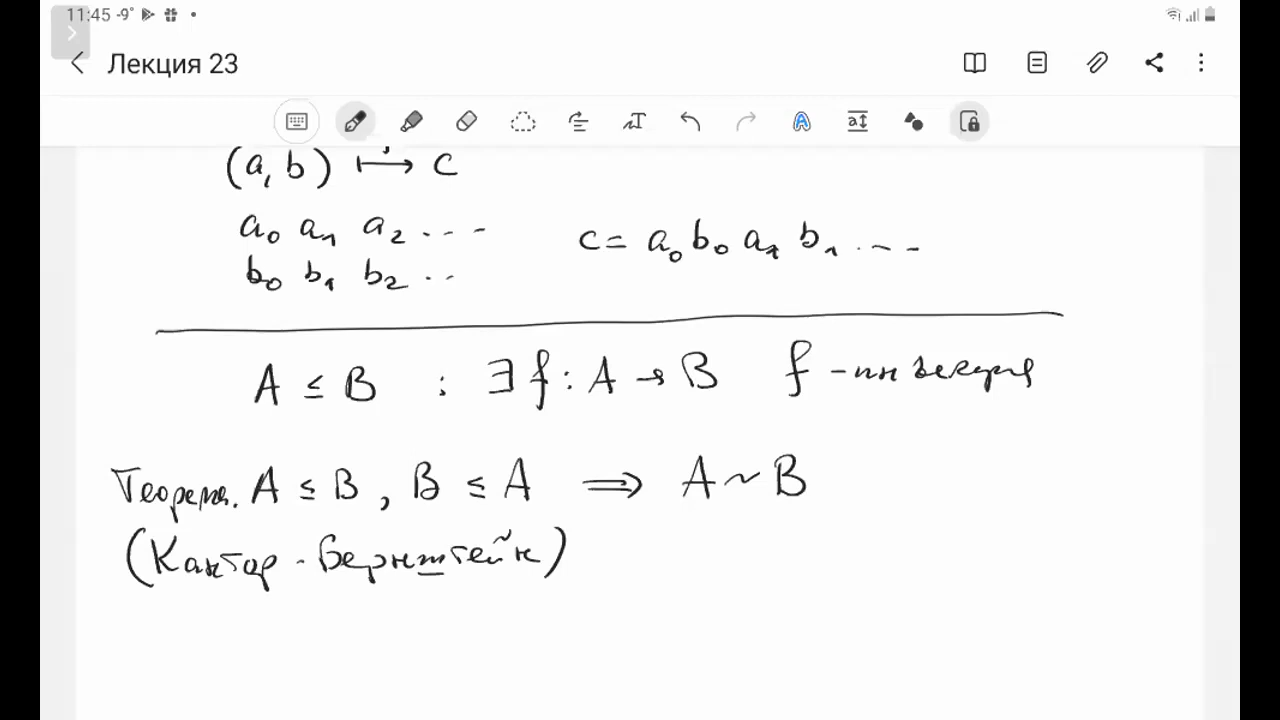 11:45 -9°
Лекция 23
(a, b) ↦ c
a₀ a₁ a₂ ...
b₀ b₁ b₂ ..
c = a₀ b₀ a₁ b₁ ....
A ≤ B : ∃ f : A → B f - инъекция
Теорема. A ≤ B, B ≤ A ⟹ A ~ B
(Кантор - Бернштейн)